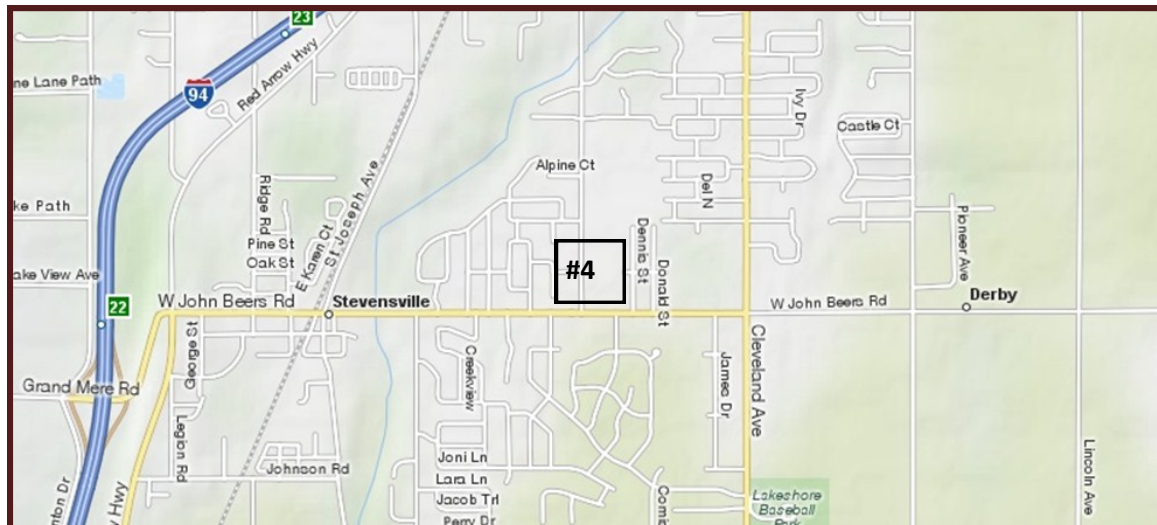 23
ne Lane Path
94
Red Arrow Hwy
Ivy Dr
Castle Ct
Alpine Ct
St Joseph Ave
Ridge Rd
Del N
ke Path
E Karen Ct
Pine St
Oak St
Dennis St
Pioneer Ave
#4
Donald St
ake View Ave
22
W John Beers Rd
Stevensville
W John Beers Rd
Derby
George St
Creekview
James Dr
Cleveland Ave
Grand Mere Rd
Legion Rd
Johnson Rd
Joni Ln
Lara Ln
Jacob Trl
Perry Dr
Lincoln Ave
nton Dr
w Hwy
Lakeshore
Baseball
Park